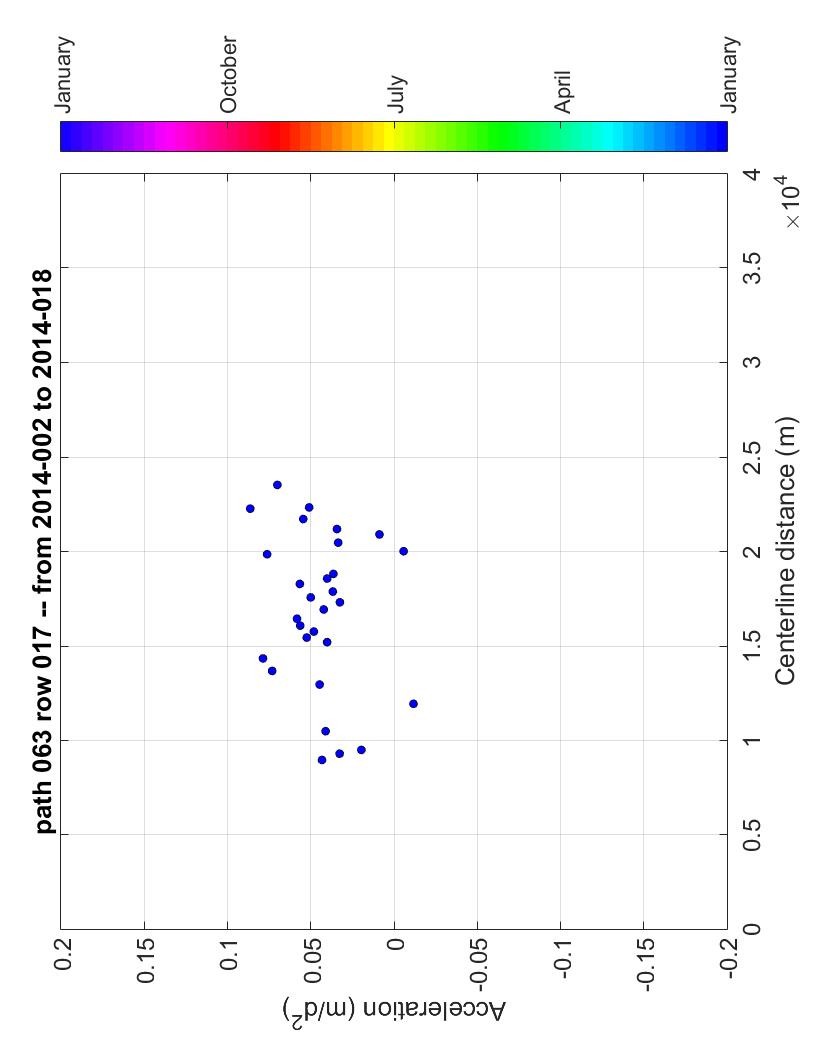 path 063 row 017 -- from 2014-002 to 2014-018
0.2
0.15
0.1
0.05
0
-0.05
-0.1
-0.15
-0.2
Acceleration (m/d²)
0
0.5
1
1.5
2
2.5
3
3.5
4
×10⁴
Centerline distance (m)
January
October
July
April
January